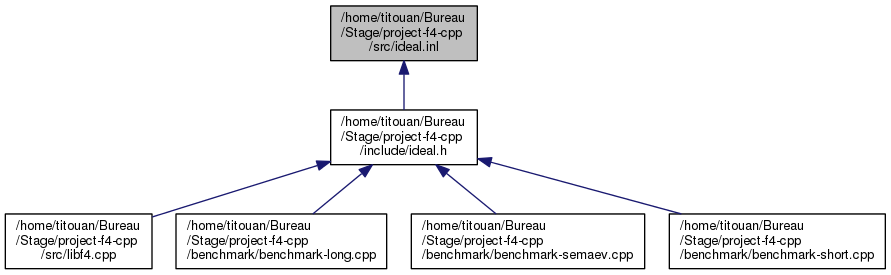 /home/titouan/Bureau
/Stage/project-f4-cpp
/src/ideal.inl
/home/titouan/Bureau
/Stage/project-f4-cpp
/include/ideal.h
/home/titouan/Bureau
/Stage/project-f4-cpp
/src/libf4.cpp
/home/titouan/Bureau
/Stage/project-f4-cpp
/benchmark/benchmark-long.cpp
/home/titouan/Bureau
/Stage/project-f4-cpp
/benchmark/benchmark-semaev.cpp
/home/titouan/Bureau
/Stage/project-f4-cpp
/benchmark/benchmark-short.cpp